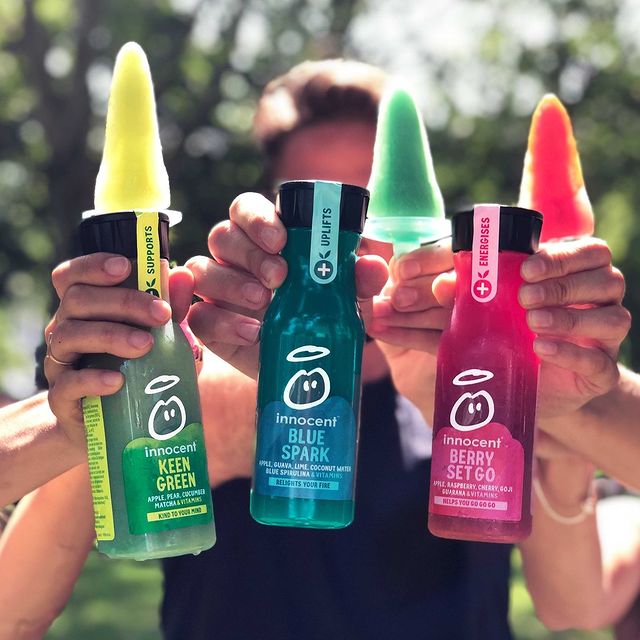 SUPPORTS
innocent
KEEN
GREEN
APPLE, PEAR, CUCUMBER
MATCHA & VITAMINS
KIND TO YOUR MIND
UPLIFTS
innocent
BLUE
SPARK
APPLE, GUAVA, LIME, COCONUT WATER
BLUE SPIRULINA & VITAMINS
RELIGHTS YOUR FIRE
ENERGISES
innocent
BERRY
SET GO
APPLE, RASPBERRY, CHERRY, GOJI
GUARANA & VITAMINS
HELPS YOU GO GO GO